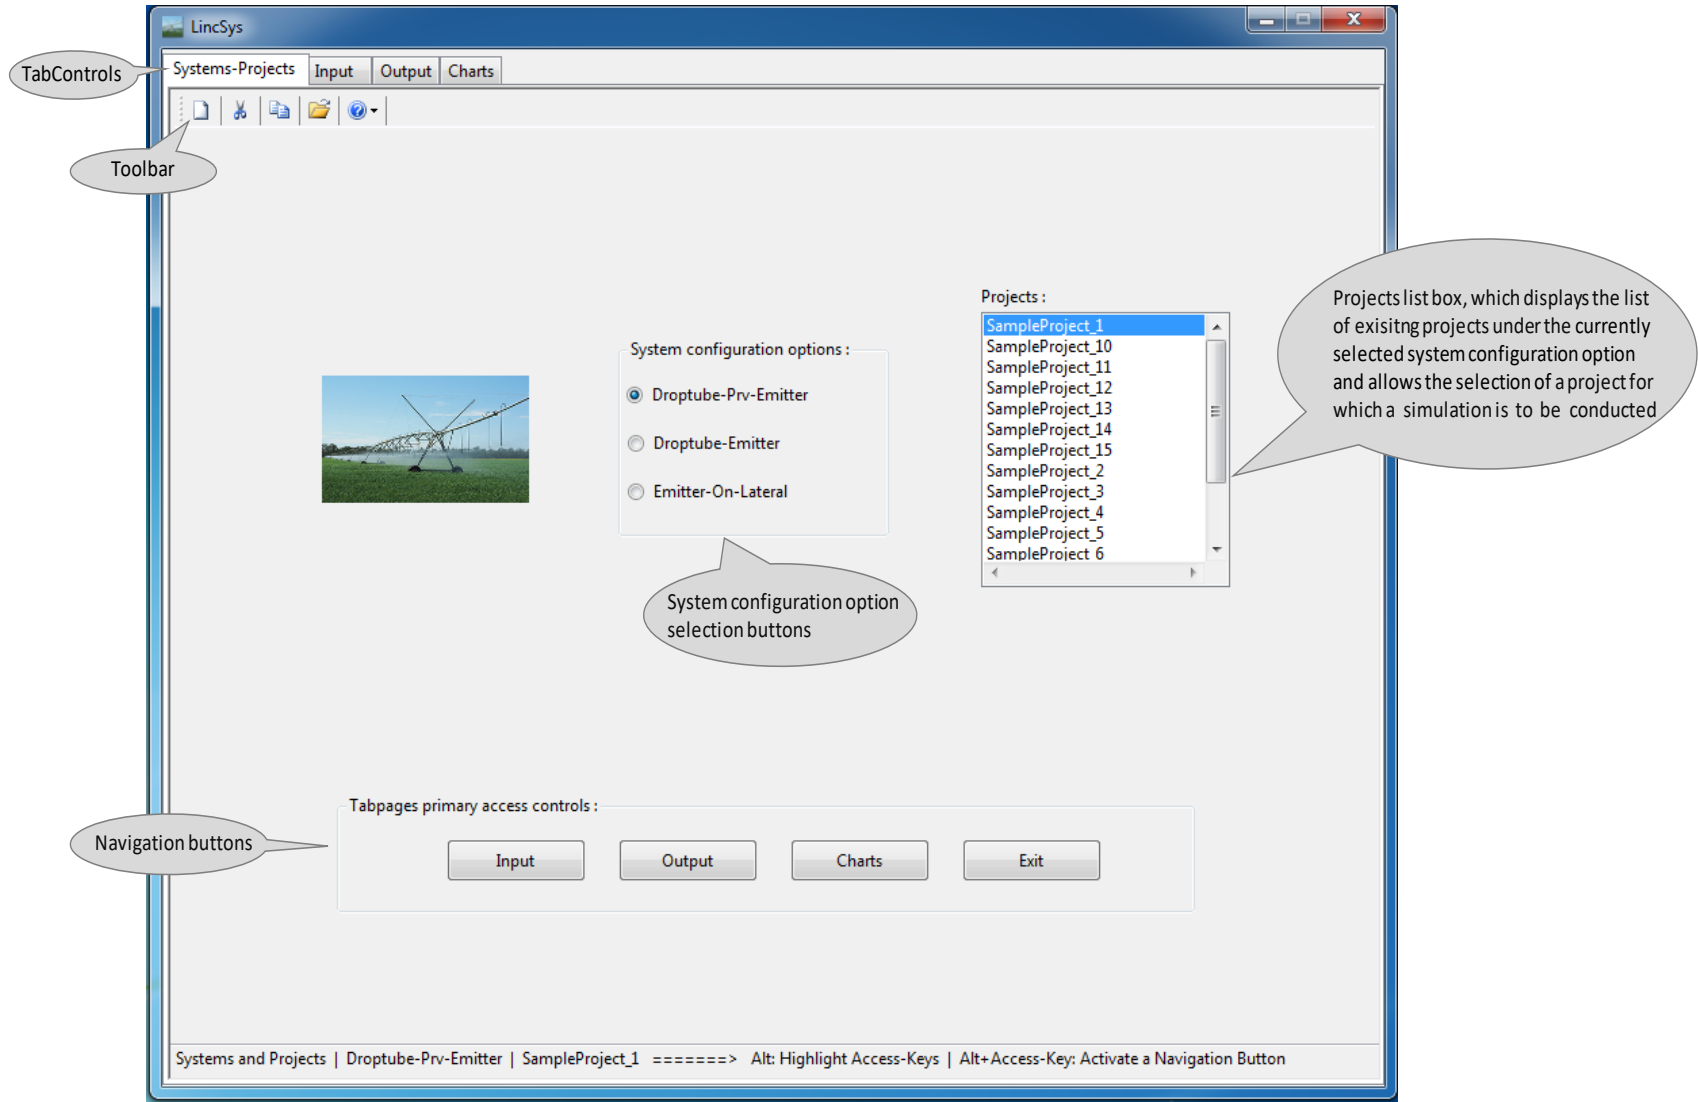 LincSys
TabControls
Systems-Projects Input Output Charts
Toolbar
Projects :
SampleProject_1
SampleProject_10
SampleProject_11
SampleProject_12
SampleProject_13
SampleProject_14
SampleProject_15
SampleProject_2
SampleProject_3
SampleProject_4
SampleProject_5
SampleProject_6
Projects list box, which displays the list
of exisitng projects under the currently
selected system configuration option
and allows the selection of a project for
which a simulation is to be conducted
System configuration options :
Droptube-Prv-Emitter
Droptube-Emitter
Emitter-On-Lateral
System configuration option
selection buttons
Tabpages primary access controls :
Navigation buttons
Input Output Charts Exit
Systems and Projects | Droptube-Prv-Emitter | SampleProject_1 =======> Alt: Highlight Access-Keys | Alt+Access-Key: Activate a Navigation Button